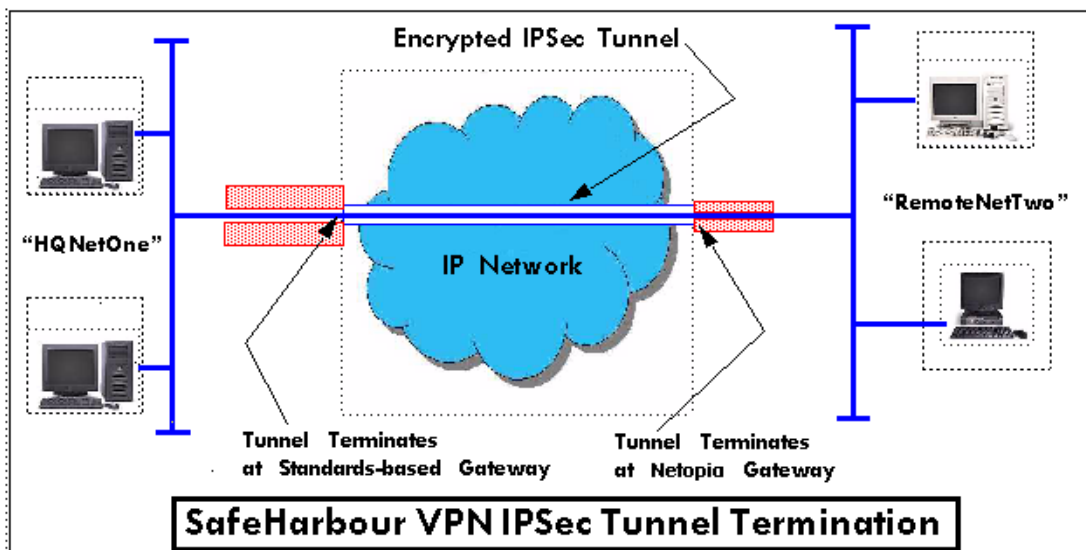 Encrypted IPSec Tunnel
“HQNetOne”
“RemoteNetTwo”
IP Network
Tunnel Terminates
at Standards-based Gateway
Tunnel Terminates
at Netopia Gateway
SafeHarbour VPN IPSec Tunnel Termination